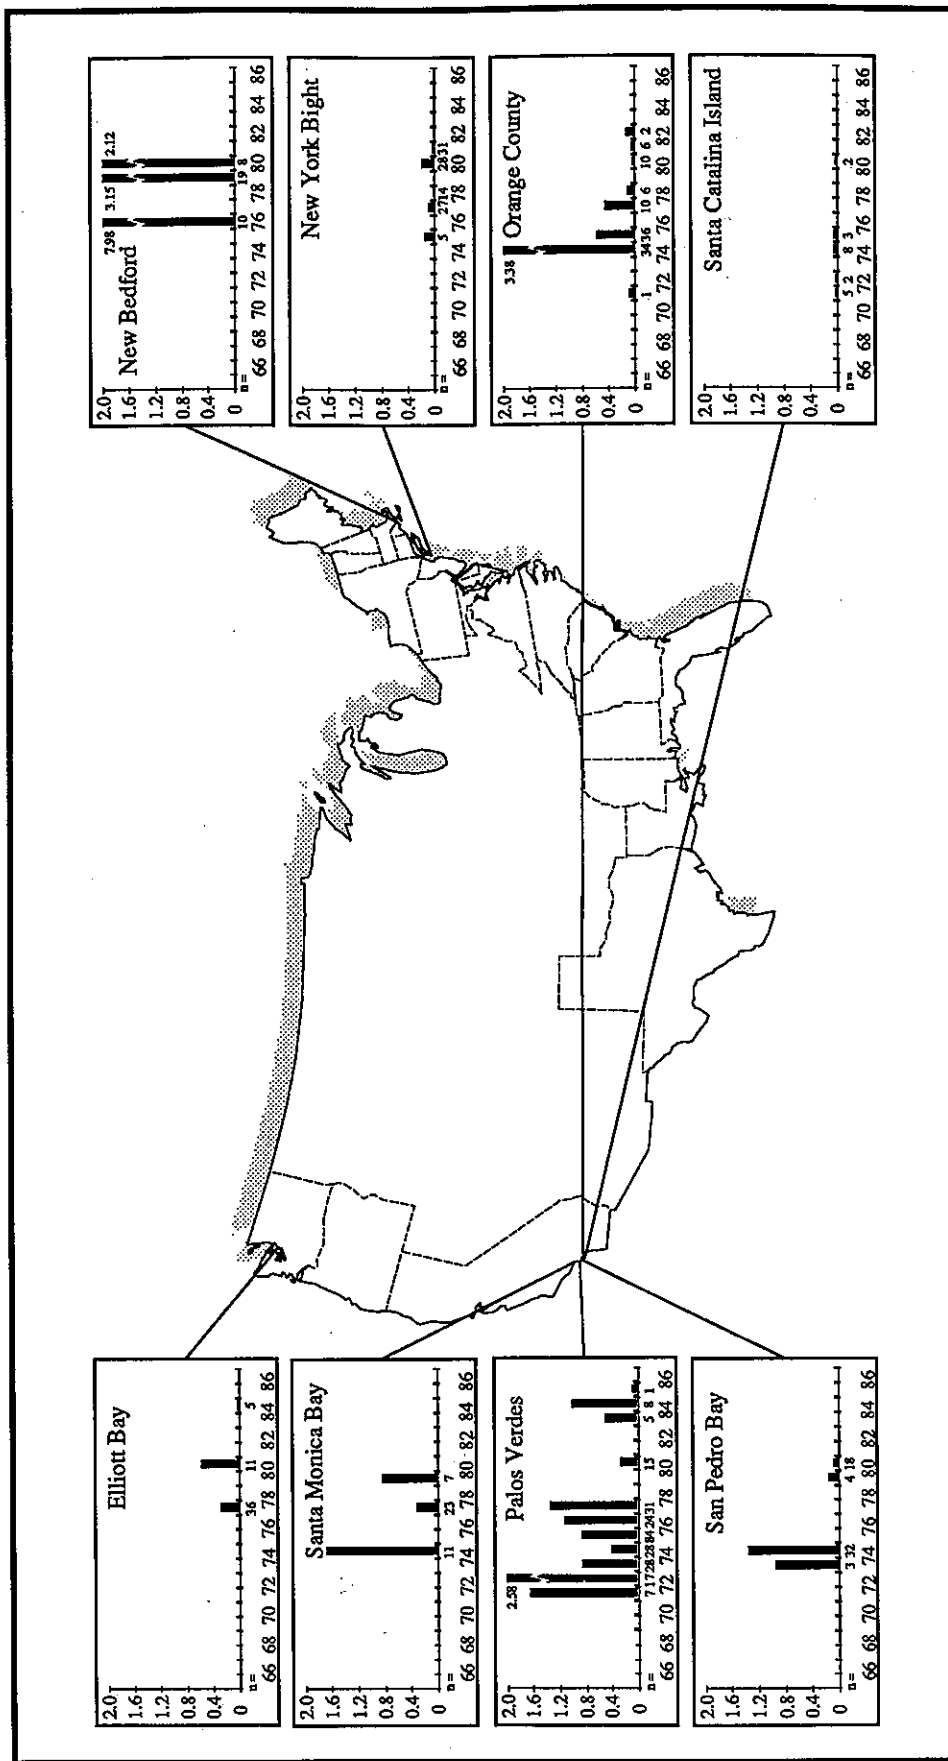 Elliott Bay
2.0
1.6
1.2
0.8
0.4
0
n = 36 11 5
66 68 70 72 74 76 78 80 82 84 86
Santa Monica Bay
2.0
1.6
1.2
0.8
0.4
0
n = 11 23 7
66 68 70 72 74 76 78 80 82 84 86
Palos Verdes
2.58
2.0
1.6
1.2
0.8
0.4
0
n = 7172828842431 15 5 8 1
66 68 70 72 74 76 78 80 82 84 86
San Pedro Bay
2.0
1.6
1.2
0.8
0.4
0
n = 3 32 4 18
66 68 70 72 74 76 78 80 82 84 86
New Bedford
7.98 3.15 2.12
2.0
1.6
1.2
0.8
0.4
0
n = 10 19 8
66 68 70 72 74 76 78 80 82 84 86
New York Bight
2.0
1.6
1.2
0.8
0.4
0
n = 5 2714 2831
66 68 70 72 74 76 78 80 82 84 86
Orange County
3.38
2.0
1.6
1.2
0.8
0.4
0
n = 1 3436 10 6 10 6 2
66 68 70 72 74 76 78 80 82 84 86
Santa Catalina Island
2.0
1.6
1.2
0.8
0.4
0
n = 5 2 8 3 2
66 68 70 72 74 76 78 80 82 84 86